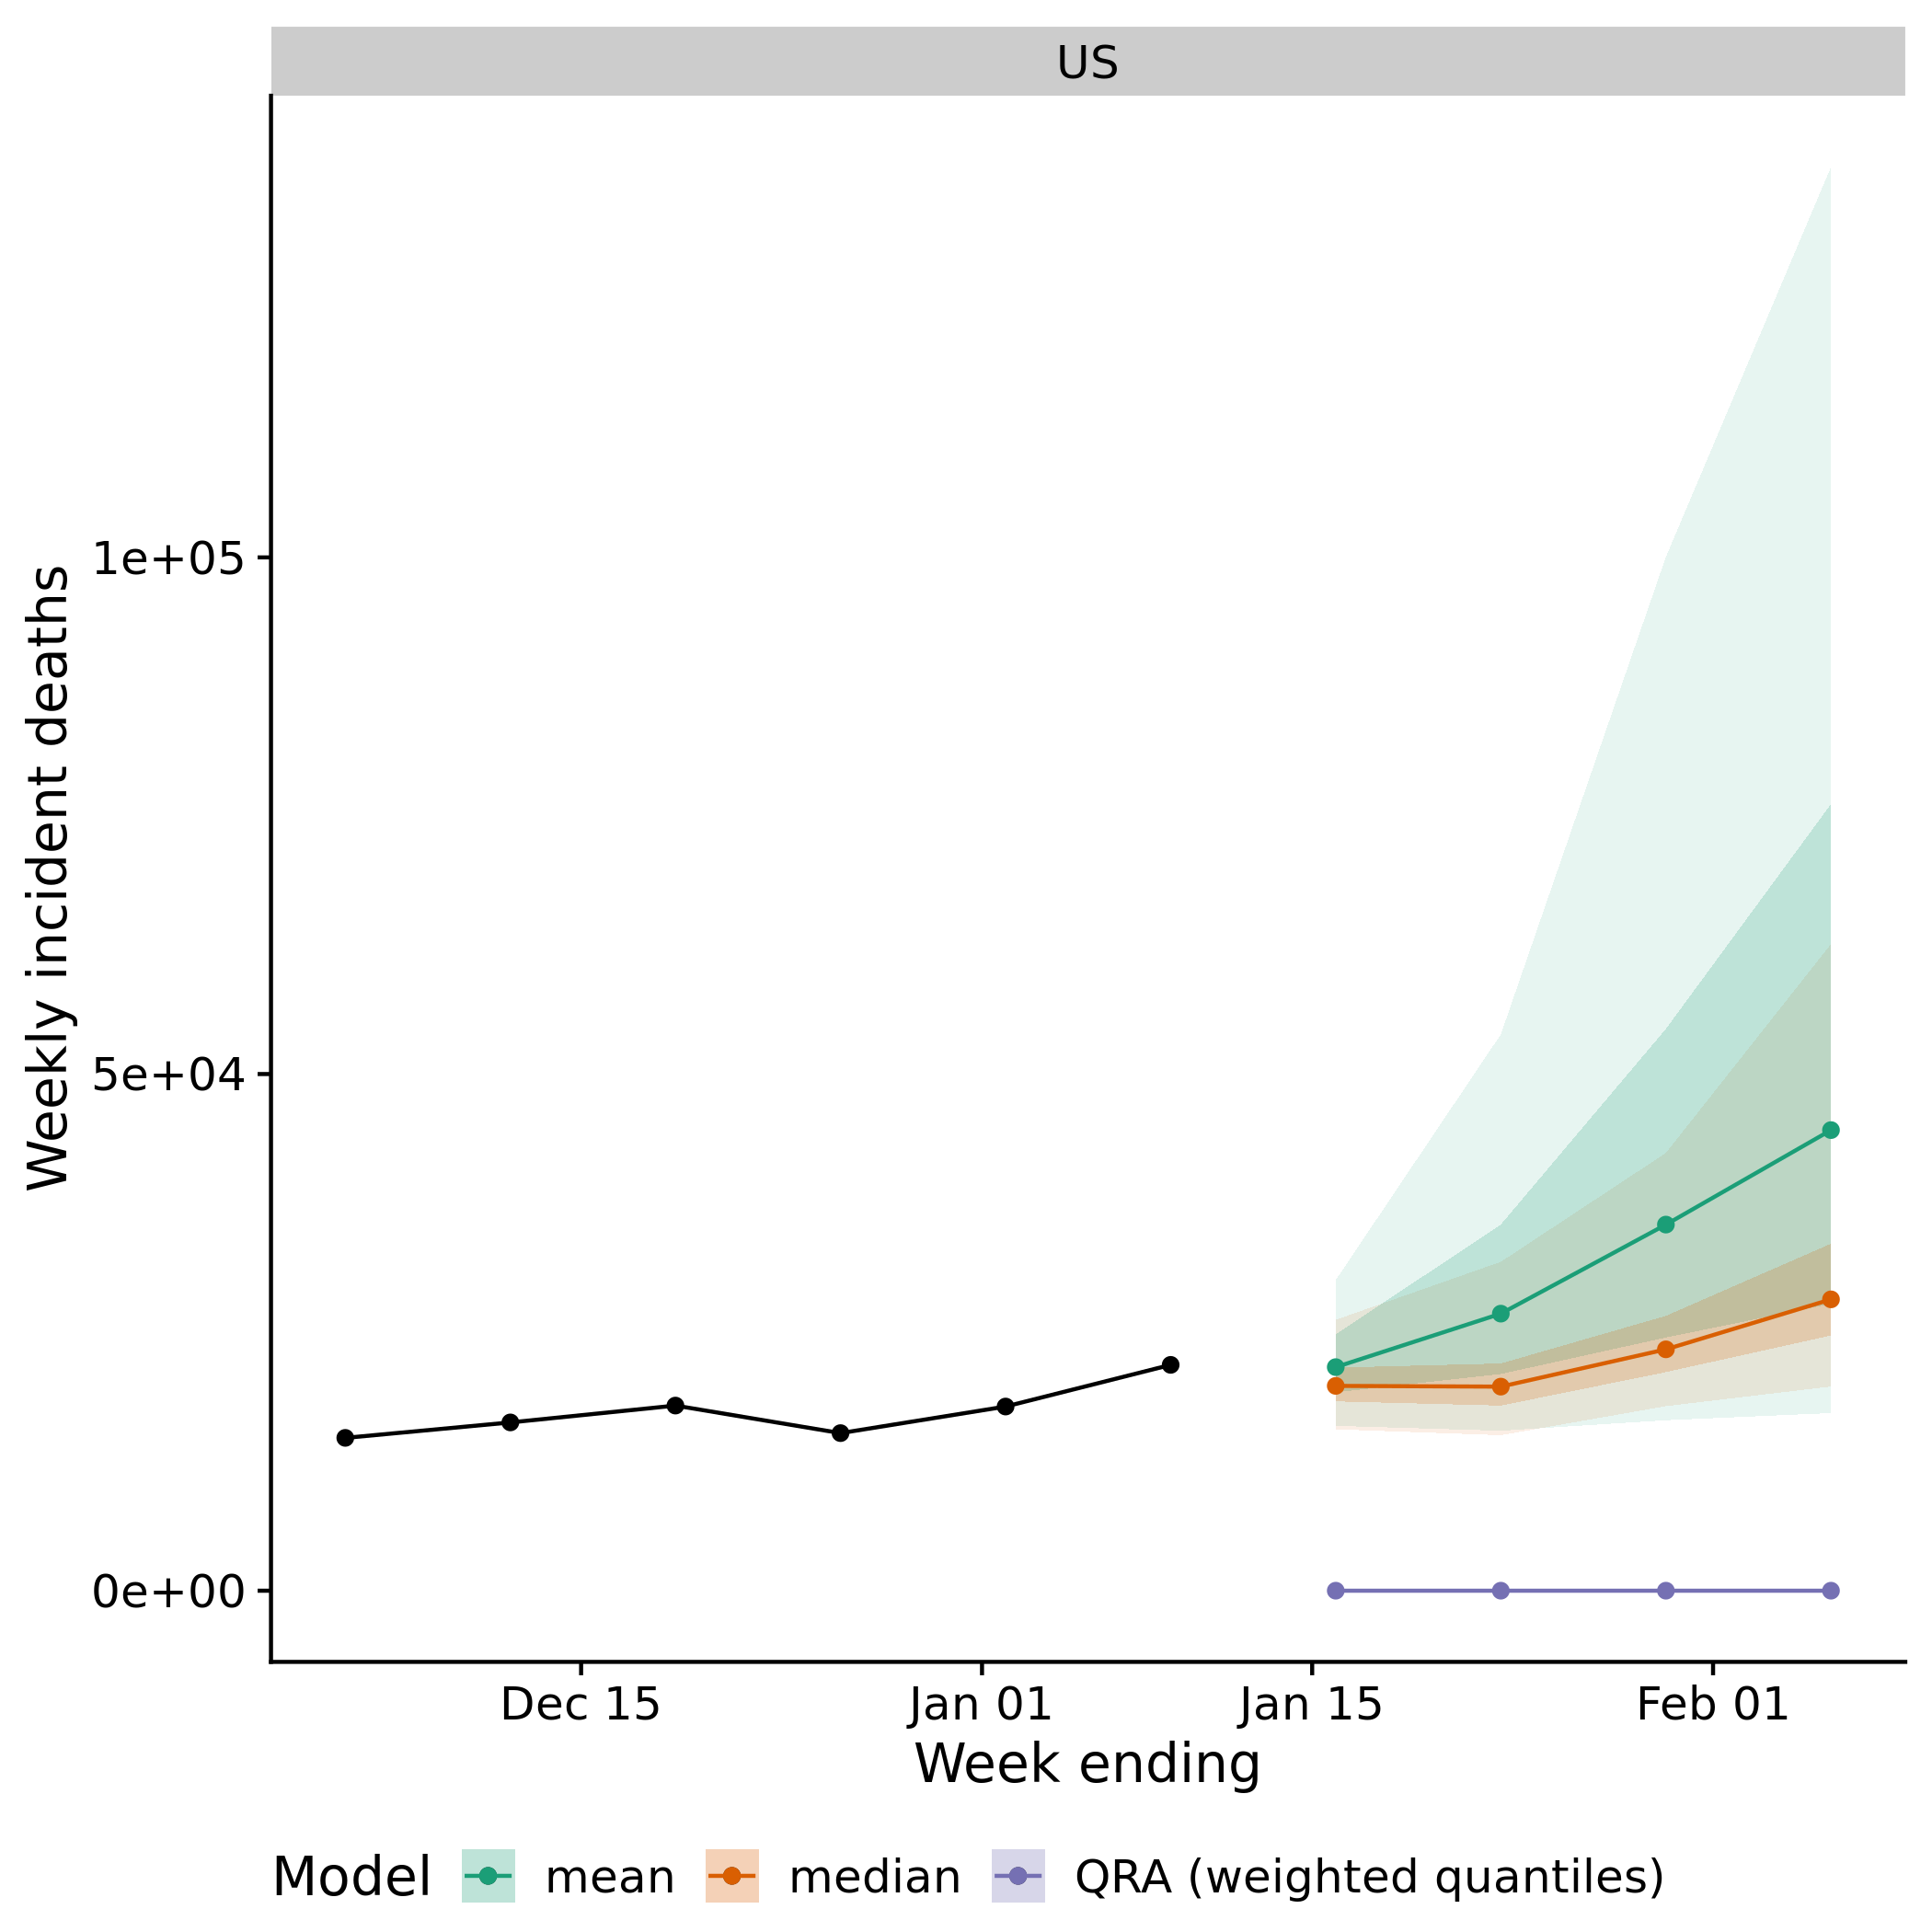 US
Weekly incident deaths
1e+05
5e+04
0e+00
Dec 15
Jan 01
Jan 15
Feb 01
Week ending
Model
mean
median
QRA (weighted quantiles)